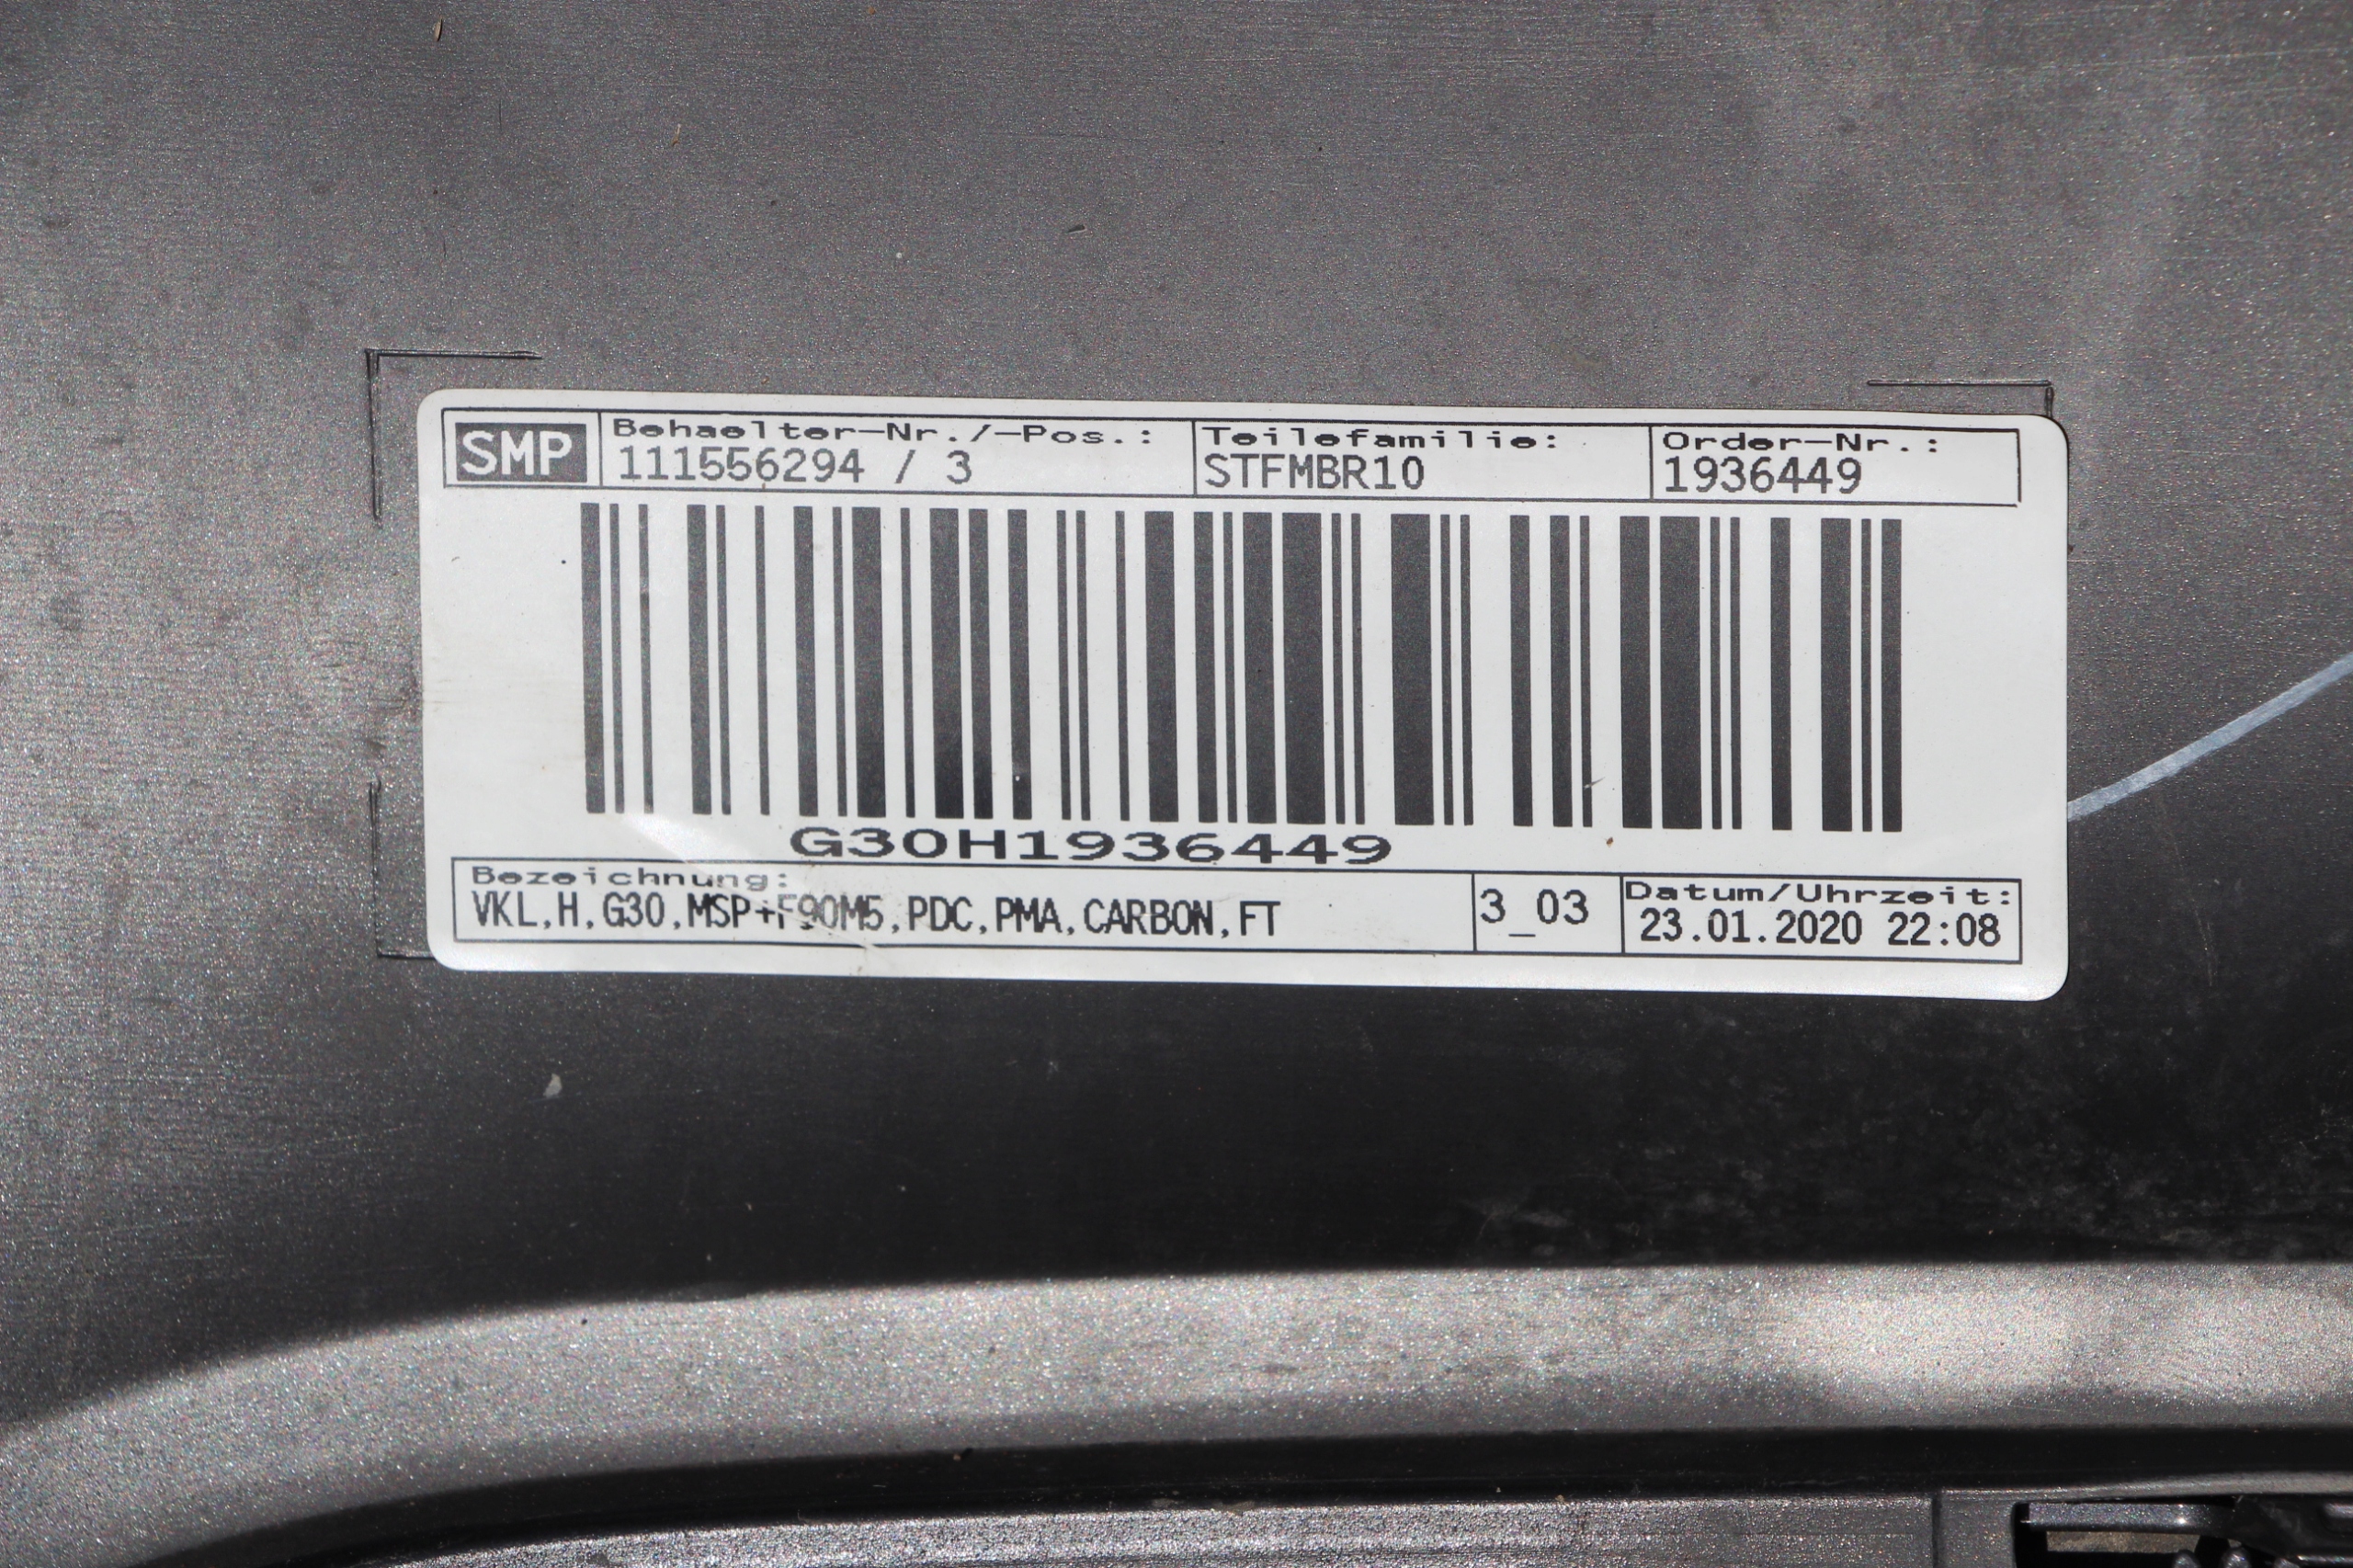 SMP
Behaelter-Nr./-Pos.: Teilefamilie: Order-Nr.:
111556294 / 3 STFMBR10 1936449
G30H1936449
Bezeichnung: Datum/Uhrzeit:
VKL,H,G30,MSP+F90M5,PDC,PMA,CARBON,FT 3_03 23.01.2020 22:08